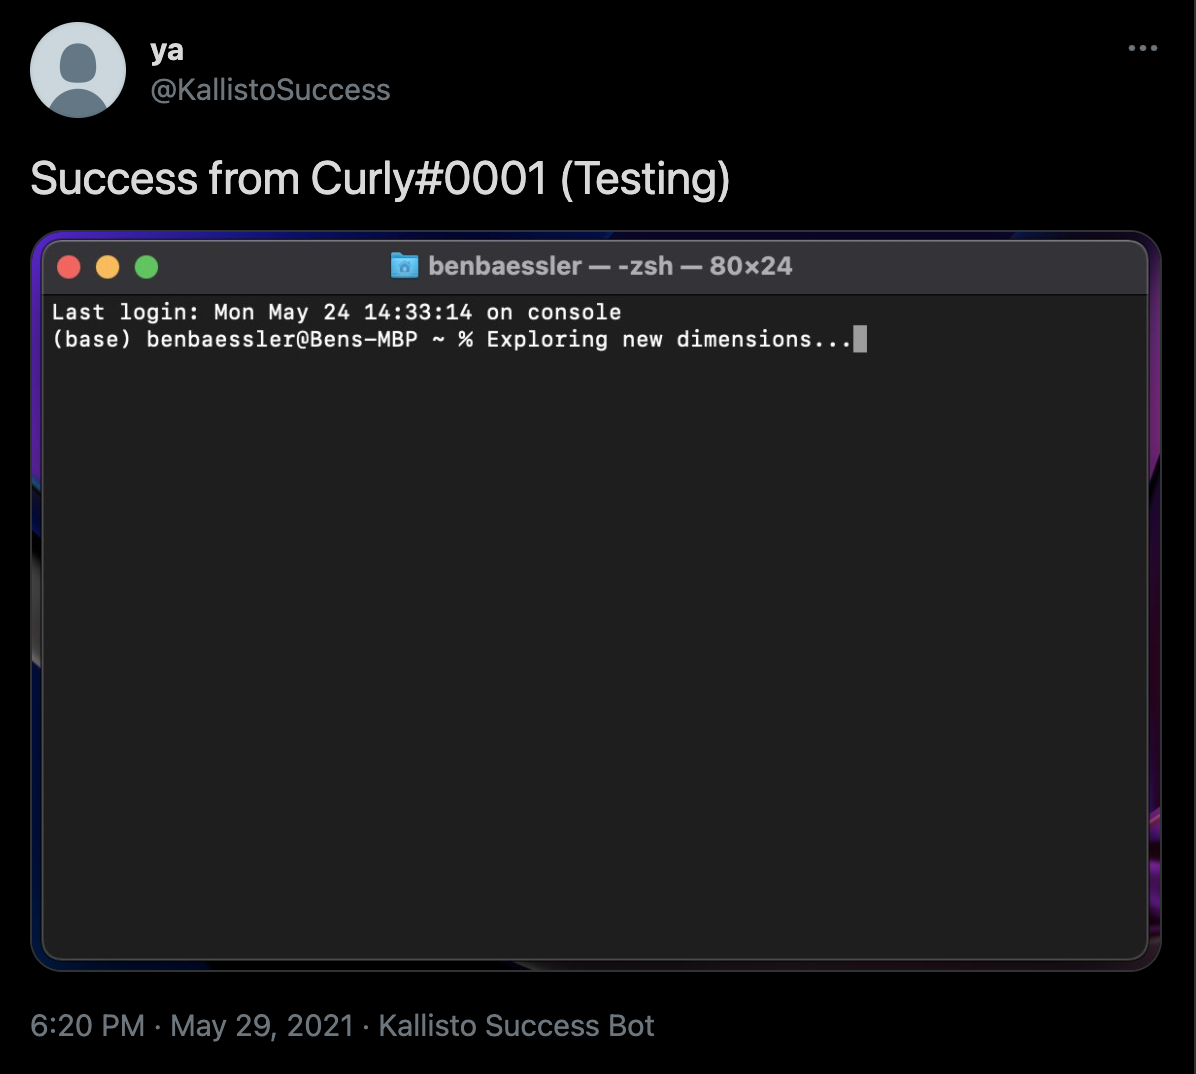 ya
@KallistoSuccess
Success from Curly#0001 (Testing)
benbaessler — -zsh — 80×24
Last login: Mon May 24 14:33:14 on console
(base) benbaessler@Bens-MBP ~ % Exploring new dimensions...
6:20 PM · May 29, 2021 · Kallisto Success Bot